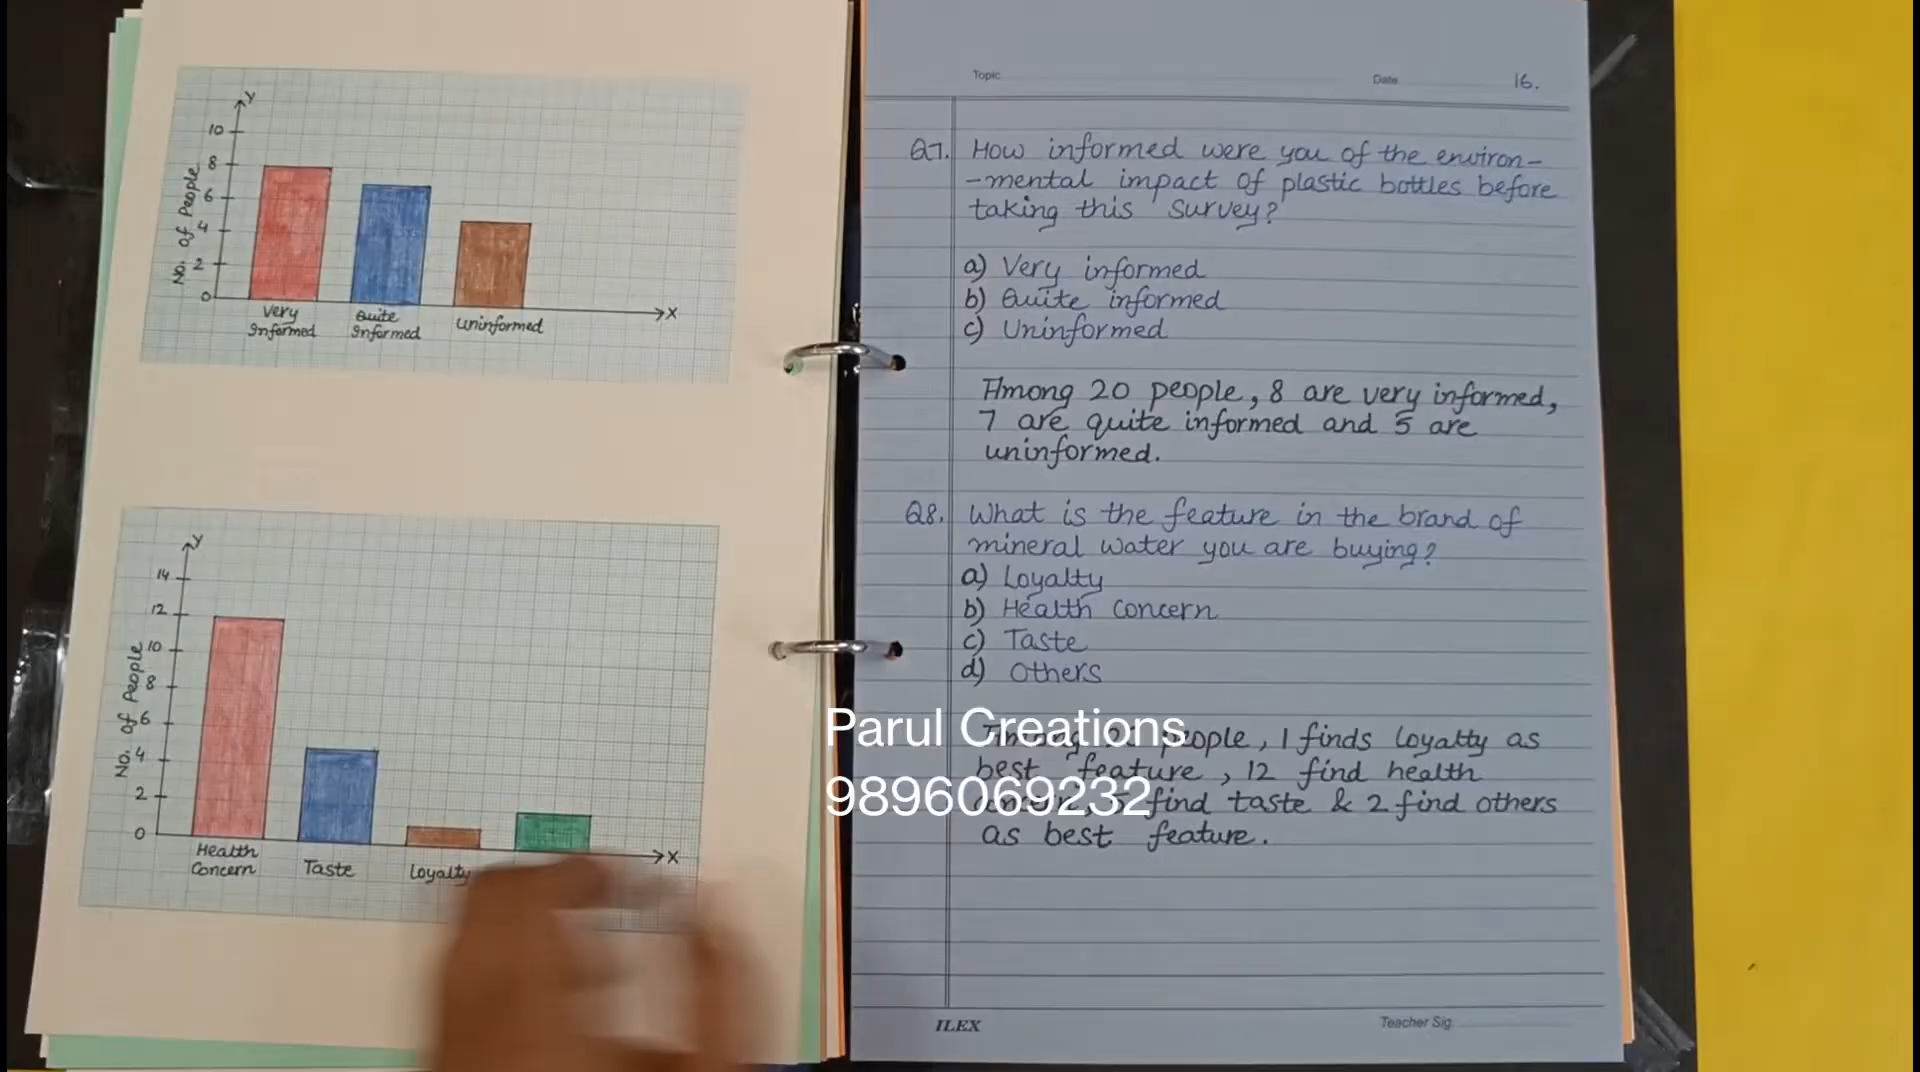 Y
10
8
6
4
2
0
No. of People
Very Informed
Quite Informed
Uninformed
X
Y
14
12
10
8
6
4
2
0
No. of People
Health Concern
Taste
Loyalty
X
Topic
Date
16.
Q7. How informed were you of the environ-
-mental impact of plastic bottles before
taking this survey?
a) Very informed
b) Quite informed
c) Uninformed
Among 20 people, 8 are very informed,
7 are quite informed and 5 are
uninformed.
Q8. What is the feature in the brand of
mineral water you are buying?
a) Loyalty
b) Health Concern
c) Taste
d) Others
Parul Creations
people, 1 finds loyalty as
best feature, 12 find health
9896069232
5 find taste & 2 find others
as best feature.
ILEX
Teacher Sig.